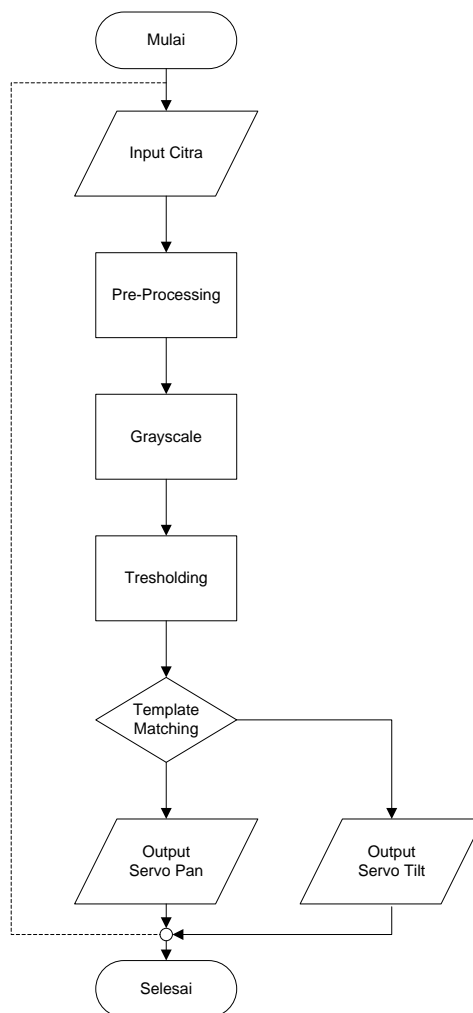 Mulai
Input Citra
Pre-Processing
Grayscale
Tresholding
Template
Matching
Output
Servo Pan
Output
Servo Tilt
Selesai